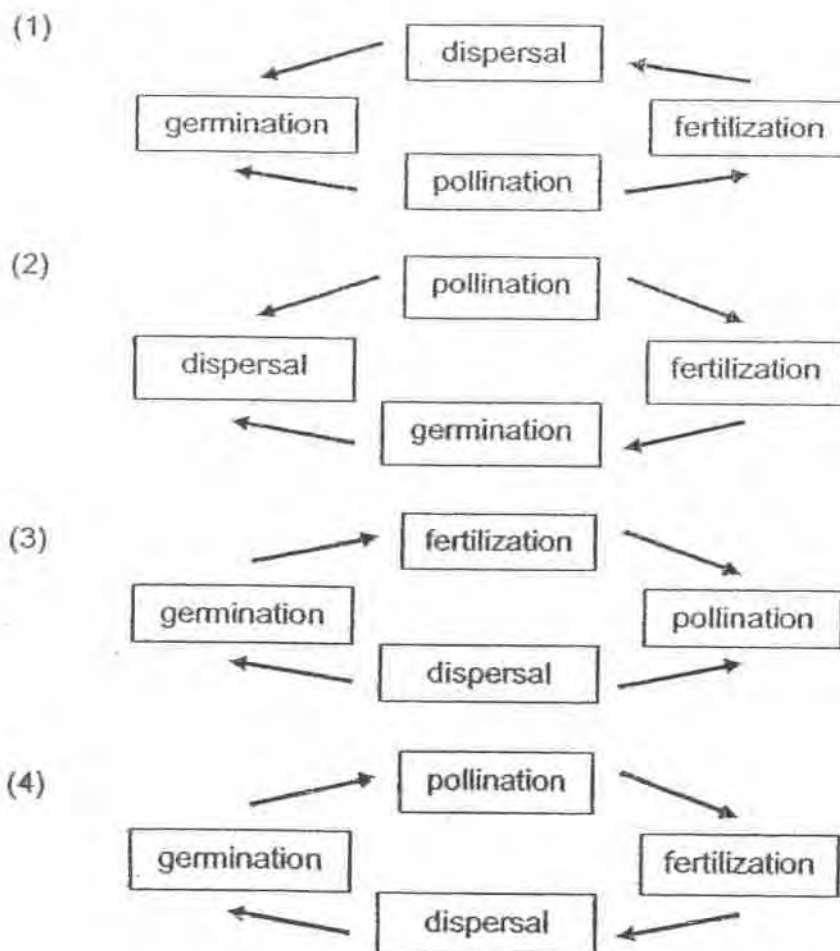 (1)
dispersal
germination
fertilization
pollination
(2)
pollination
dispersal
fertilization
germination
(3)
fertilization
germination
pollination
dispersal
(4)
pollination
germination
fertilization
dispersal